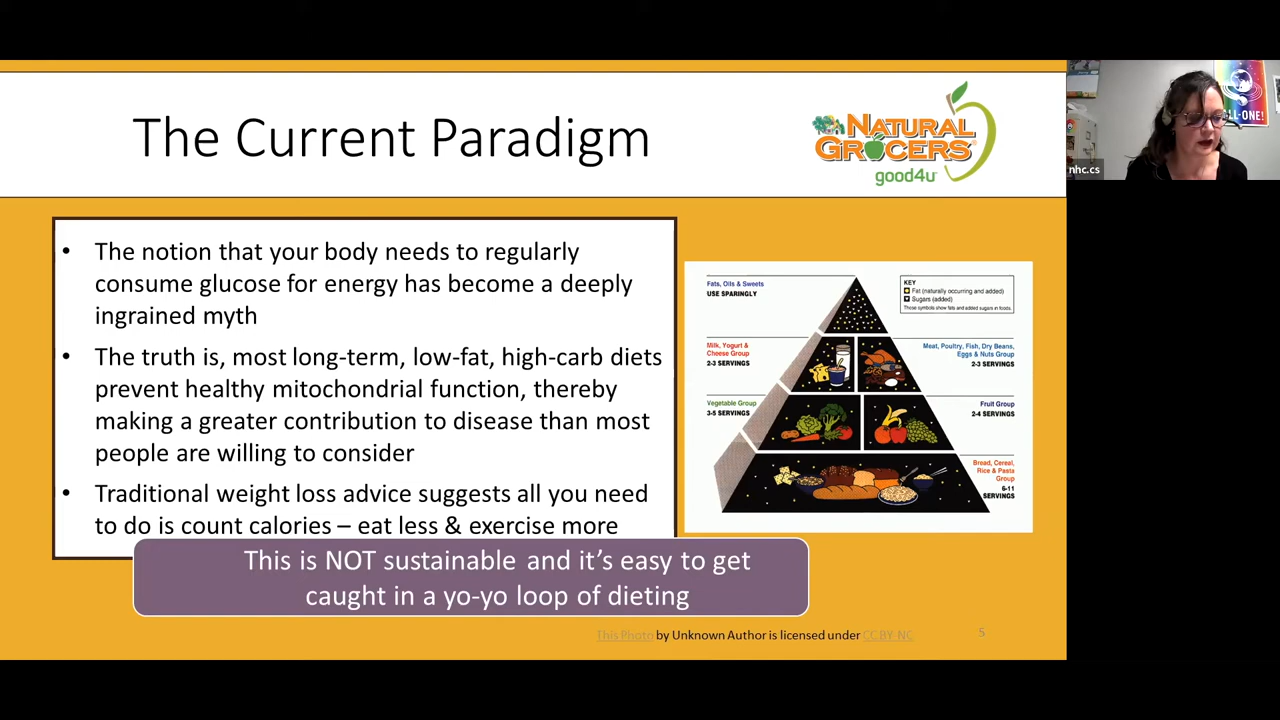 The Current Paradigm
NATURAL
GROCERS
good4u
LL-ONE!
nhc.cs
• The notion that your body needs to regularly
consume glucose for energy has become a deeply
ingrained myth
• The truth is, most long-term, low-fat, high-carb diets
prevent healthy mitochondrial function, thereby
making a greater contribution to disease than most
people are willing to consider
• Traditional weight loss advice suggests all you need
to do is count calories – eat less & exercise more
This is NOT sustainable and it’s easy to get
caught in a yo-yo loop of dieting
Fats, Oils & Sweets
USE SPARINGLY
KEY
Fat (naturally occurring and added)
Sugars (added)
These symbols show fats and added sugars in foods.
Milk, Yogurt &
Cheese Group
2-3 SERVINGS
Meat, Poultry, Fish, Dry Beans,
Eggs & Nuts Group
2-3 SERVINGS
Vegetable Group
3-5 SERVINGS
Fruit Group
2-4 SERVINGS
Bread, Cereal,
Rice & Pasta
Group
6-11
SERVINGS
This Photo by Unknown Author is licensed under CC BY-NC
5